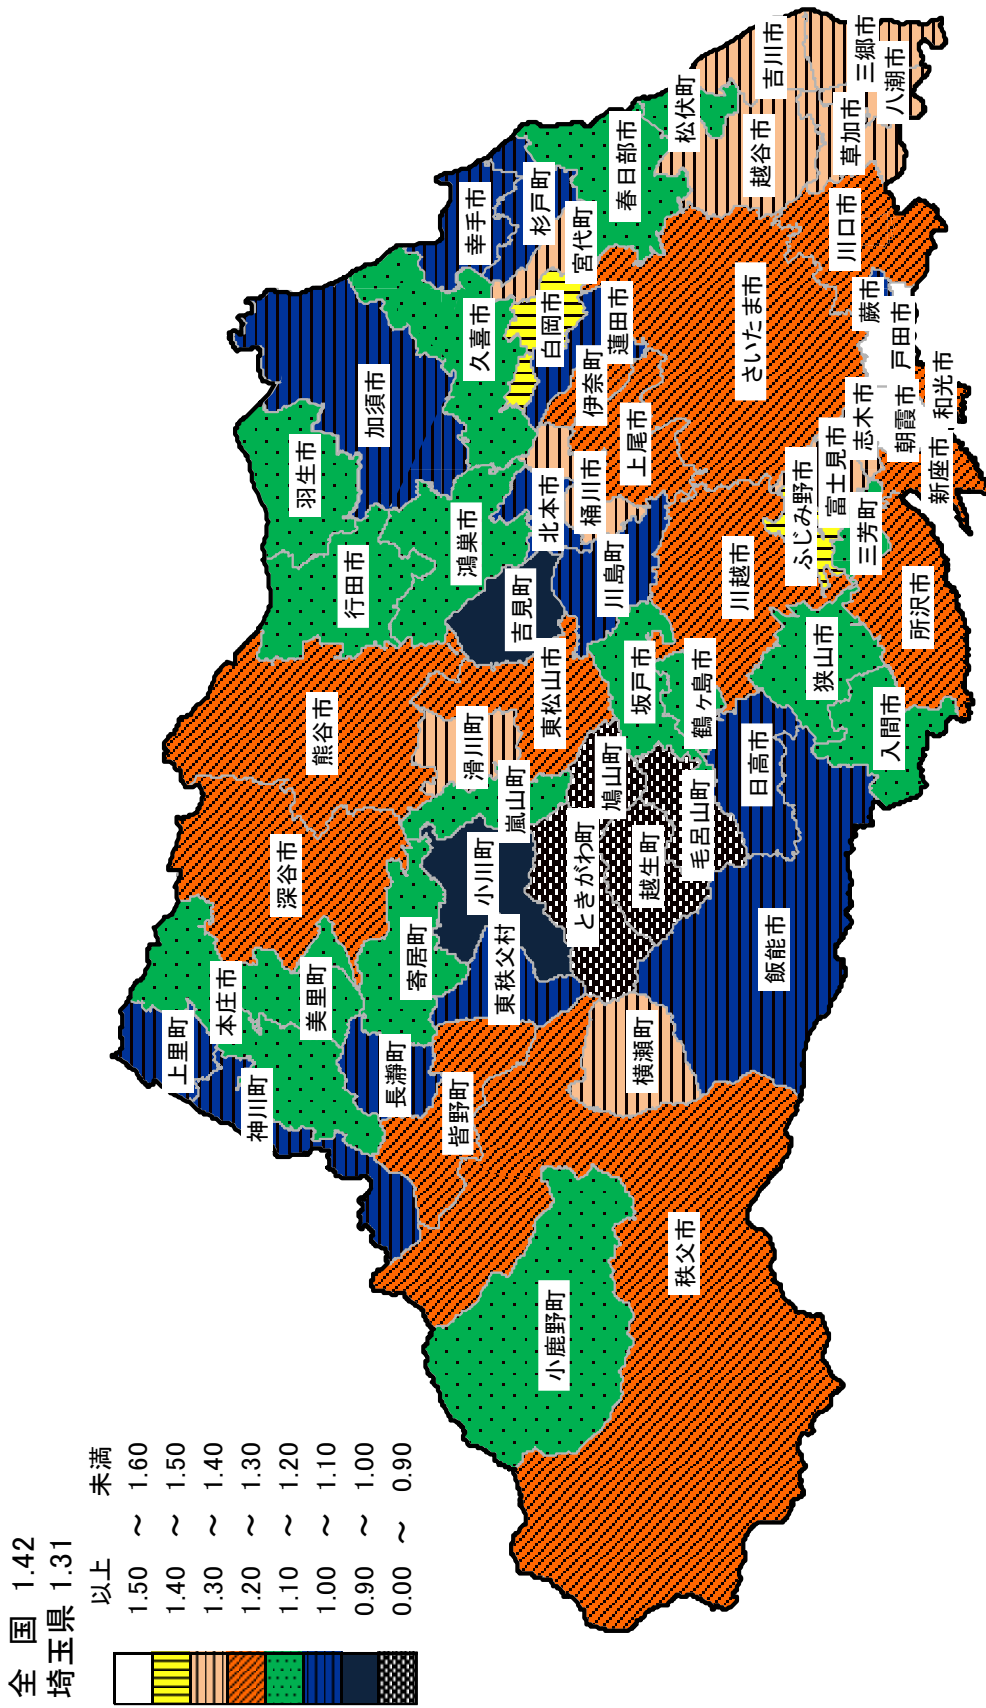 全 国 1.42
埼玉県 1.31
以上 未満
1.50 ～ 1.60
1.40 ～ 1.50
1.30 ～ 1.40
1.20 ～ 1.30
1.10 ～ 1.20
1.00 ～ 1.10
0.90 ～ 1.00
0.00 ～ 0.90
上里町
神川町
本庄市
美里町
深谷市
熊谷市
長瀞町
寄居町
皆野町
小川町
東秩父村
嵐山町
滑川町
東松山市
吉見町
行田市
羽生市
加須市
鴻巣市
久喜市
幸手市
杉戸町
宮代町
白岡市
蓮田市
伊奈町
北本市
桶川市
上尾市
川島町
小鹿野町
秩父市
横瀬町
ときがわ町
鳩山町
越生町
毛呂山町
坂戸市
鶴ヶ島市
日高市
飯能市
川越市
狭山市
入間市
所沢市
ふじみ野市
富士見市
三芳町
志木市
新座市
朝霞市
和光市
さいたま市
戸田市
蕨市
川口市
春日部市
松伏町
越谷市
吉川市
草加市
三郷市
八潮市